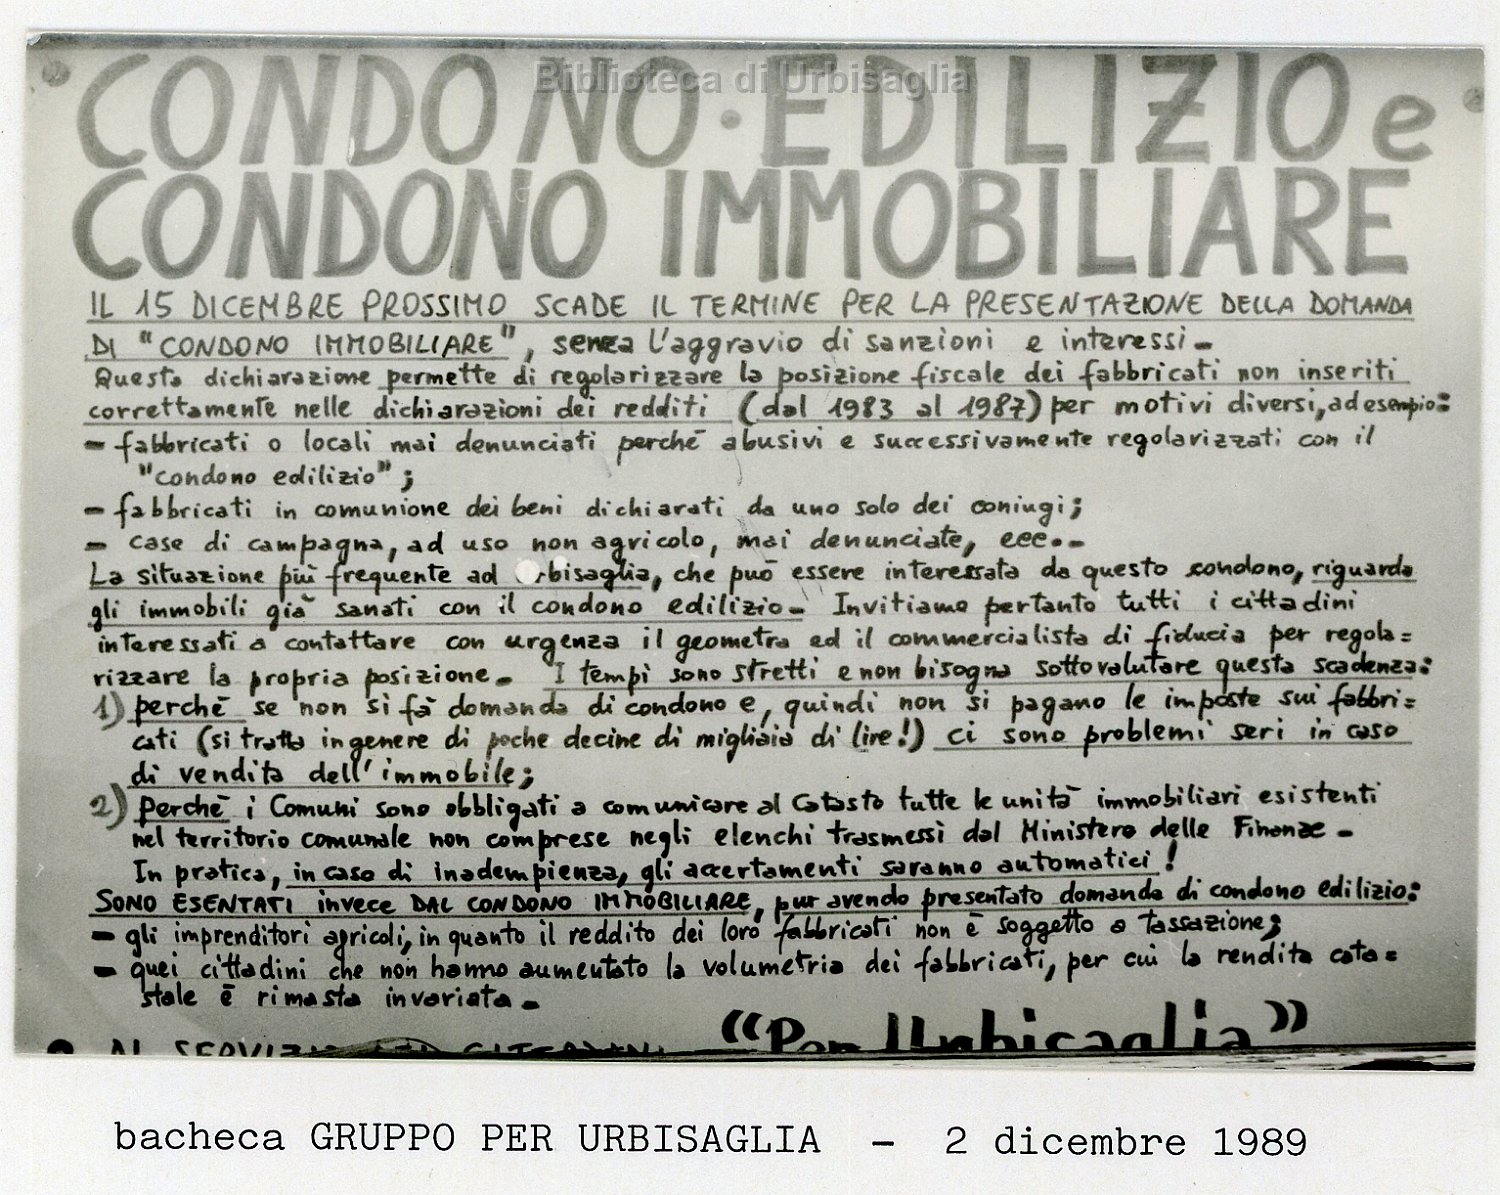 Biblioteca di Urbisaglia
CONDONO • EDILIZIO e
CONDONO IMMOBILIARE
IL 15 DICEMBRE PROSSIMO SCADE IL TERMINE PER LA PRESENTAZIONE DELLA DOMANDA
DI "CONDONO IMMOBILIARE", senza l'aggravio di sanzioni e interessi-
Questa dichiarazione permette di regolarizzare la posizione fiscale dei fabbricati non inseriti
correttamente nelle dichiarazioni dei redditi (dal 1983 al 1987) per motivi diversi, ad esempio:
- fabbricati o locali mai denunciati perché abusivi e successivamente regolarizzati con il
"condono edilizio";
- fabbricati in comunione dei beni dichiarati da uno solo dei coniugi;
- case di campagna, ad uso non agricolo, mai denunciate, ecc..-
La situazione più frequente ad rbisaglia, che può essere interessata da questo condono, riguarda
gli immobili già sanati con il condono edilizio- Invitiamo pertanto tutti i cittadini
interessati a contattare con urgenza il geometra ed il commercialista di fiducia per regola=
rizzare la propria posizione- I tempi sono stretti e non bisogna sottovalutare questa scadenza:
1) perché se non si fà domanda di condono e, quindi non si pagano le imposte sui fabbri=
cati (si tratta in genere di poche decine di migliaia di lire!) ci sono problemi seri in caso
di vendita dell'immobile;
2) perché i Comuni sono obbligati a comunicare al Catasto tutte le unità immobiliari esistenti
nel territorio comunale non comprese negli elenchi trasmessi dal Ministero delle Finanze-
In pratica, in caso di inadempienza, gli accertamenti saranno automatici!
SONO ESENTATI invece DAL CONDONO IMMOBILIARE, pur avendo presentato domanda di condono edilizio:
- gli imprenditori agricoli, in quanto il reddito dei loro fabbricati non è soggetto a tassazione;
- quei cittadini che non hanno aumentato la volumetria dei fabbricati, per cui la rendita cata=
stale è rimasta invariata-
AL SERVIZIO CITTADINI "Per Urbisaglia"
bacheca GRUPPO PER URBISAGLIA - 2 dicembre 1989